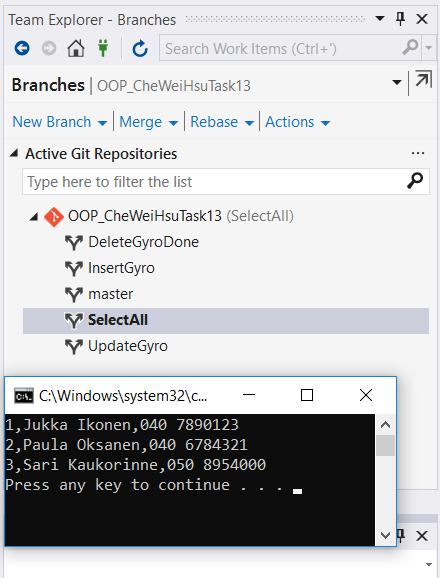 Team Explorer - Branches
Search Work Items (Ctrl+')
Branches | OOP_CheWeiHsuTask13
New Branch | Merge | Rebase | Actions
Active Git Repositories
Type here to filter the list
OOP_CheWeiHsuTask13 (SelectAll)
DeleteGyroDone
InsertGyro
master
SelectAll
UpdateGyro
C:\Windows\system32\c...
1,Jukka Ikonen,040 7890123
2,Paula Oksanen,040 6784321
3,Sari Kaukorinne,050 8954000
Press any key to continue . . .